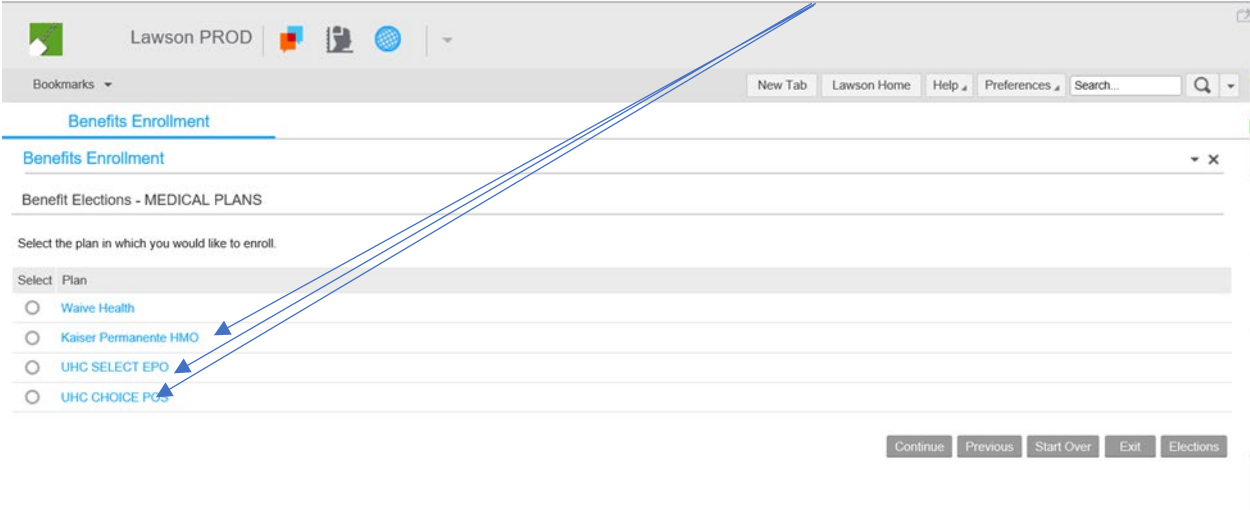 Lawson PROD
Bookmarks New Tab Lawson Home Help Preferences Search...
Benefits Enrollment
Benefits Enrollment
Benefit Elections - MEDICAL PLANS
Select the plan in which you would like to enroll.
Select Plan
Waive Health
Kaiser Permanente HMO
UHC SELECT EPO
UHC CHOICE POS
Continue Previous Start Over Exit Elections